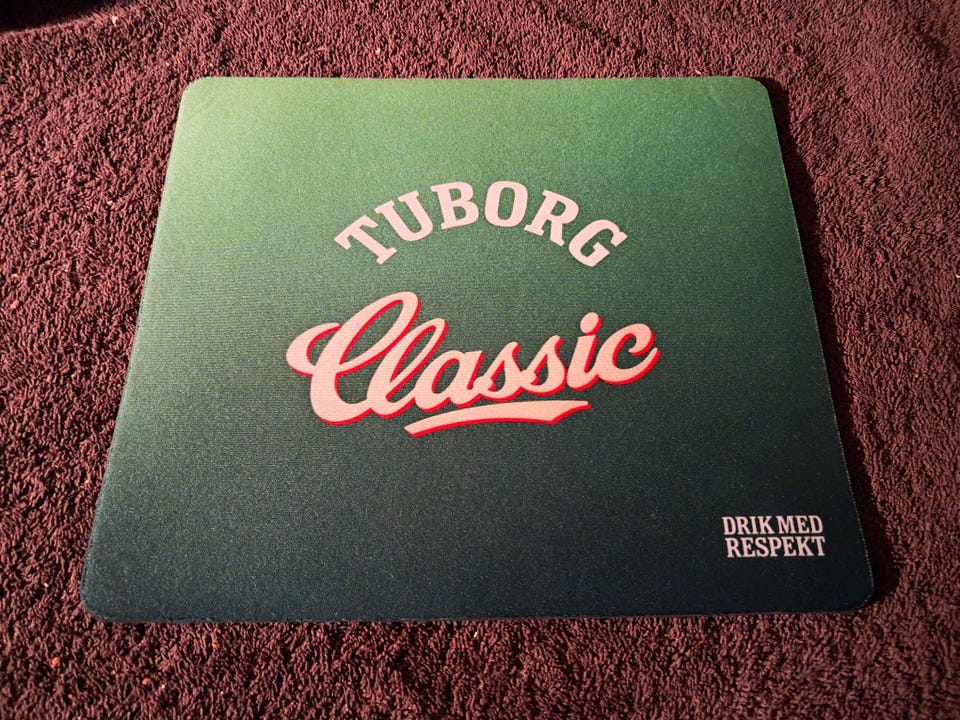 TUBORG
Classic
DRIK MED
RESPEKT